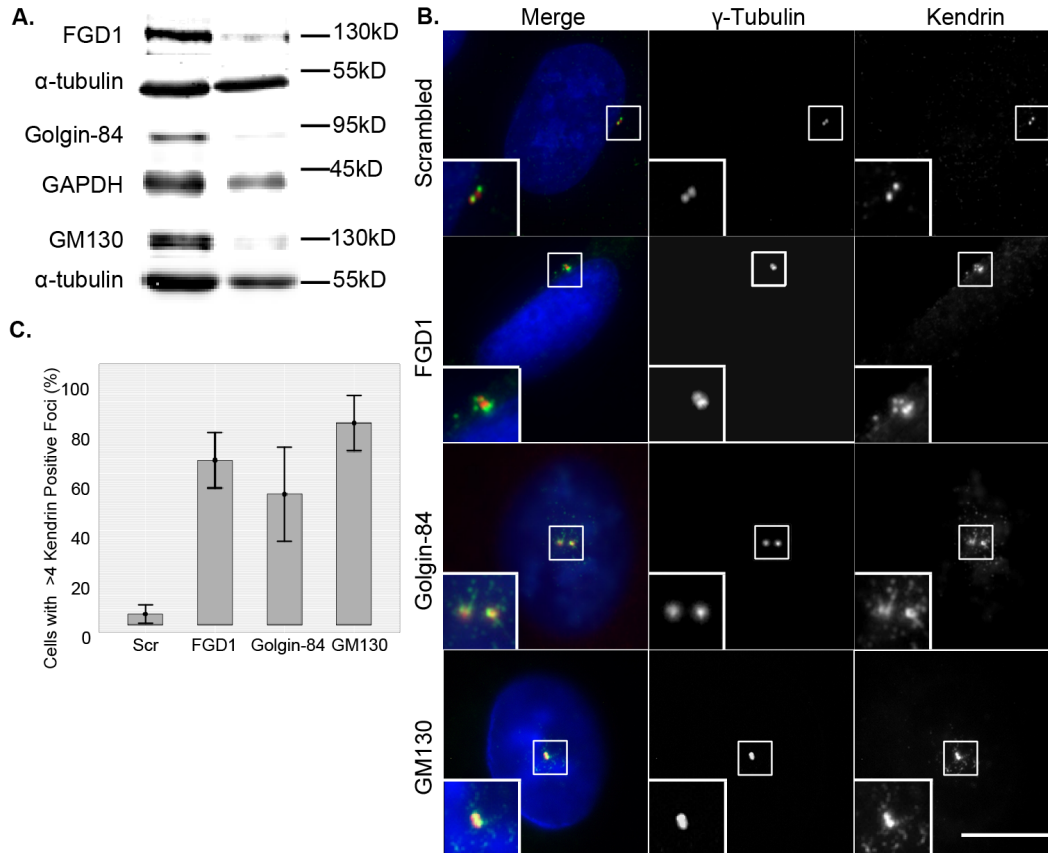 A.
FGD1
130kD
α-tubulin
55kD
Golgin-84
95kD
GAPDH
45kD
GM130
130kD
α-tubulin
55kD
B.
Merge γ-Tubulin Kendrin
Scrambled
FGD1
Golgin-84
GM130
C.
Cells with >4 Kendrin Positive Foci (%)
100
80
60
40
20
0
Scr FGD1 Golgin-84 GM130